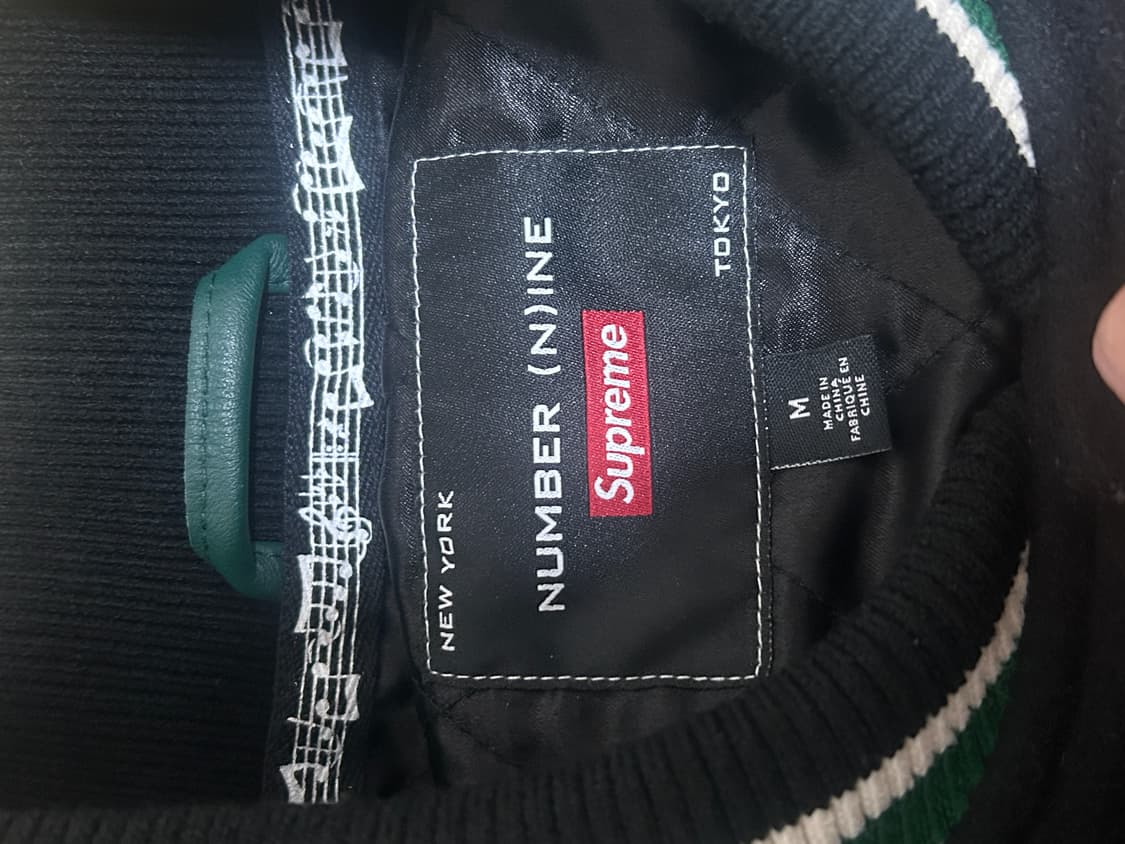 NEW YORK
NUMBER (N)INE
Supreme
TOKYO
M
MADE IN
CHINA
FABRIQUÉ EN
CHINE